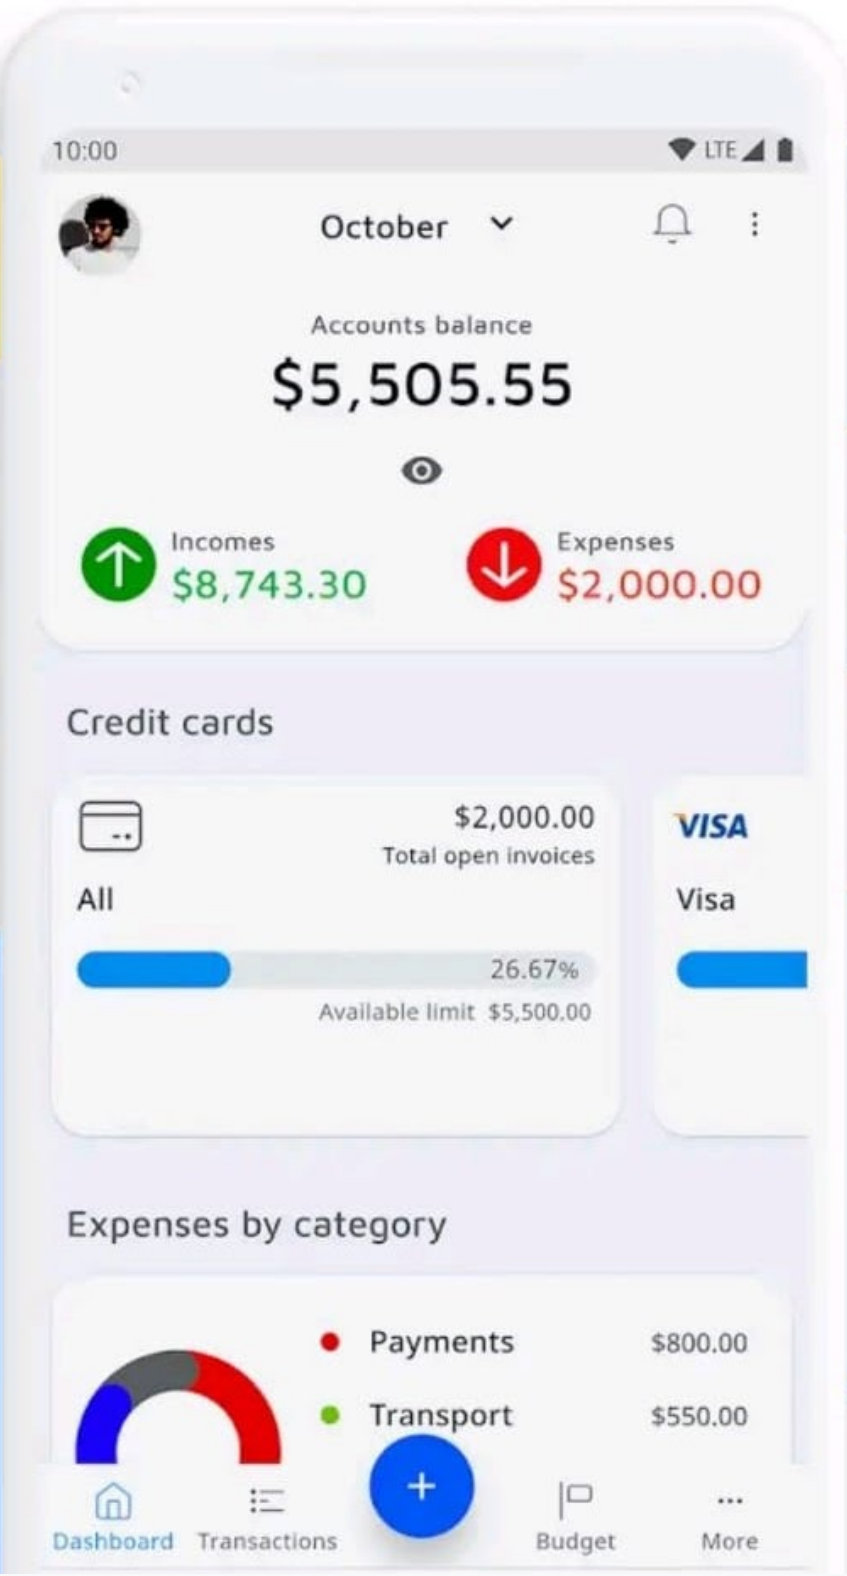 10:00 LTE
October
Accounts balance
$5,505.55
Incomes
$8,743.30
Expenses
$2,000.00
Credit cards
$2,000.00
Total open invoices
All
26.67%
Available limit $5,500.00
VISA
Visa
Expenses by category
Payments $800.00
Transport $550.00
+
Dashboard Transactions Budget More